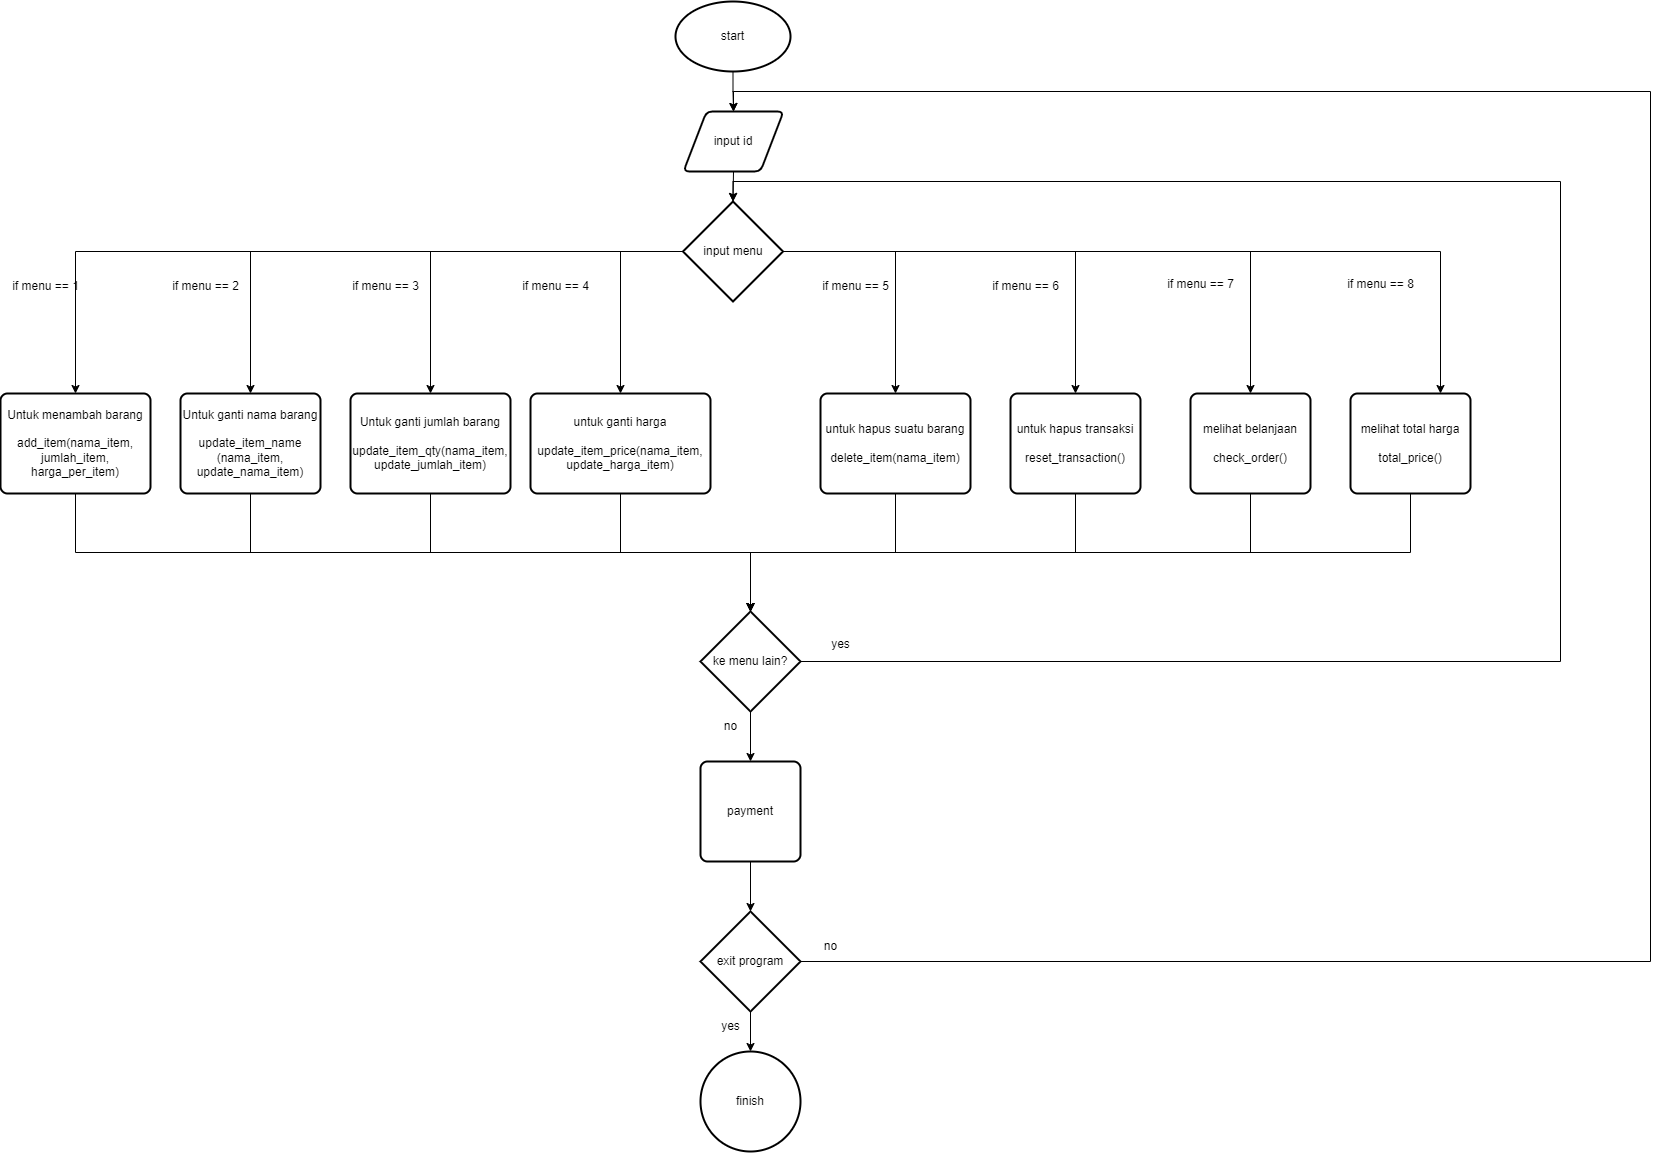 start
input id
input menu
if menu == 1
if menu == 2
if menu == 3
if menu == 4
if menu == 5
if menu == 6
if menu == 7
if menu == 8
Untuk menambah barang
add_item(nama_item,
jumlah_item,
harga_per_item)
Untuk ganti nama barang
update_item_name
(nama_item,
update_nama_item)
Untuk ganti jumlah barang
update_item_qty(nama_item,
update_jumlah_item)
untuk ganti harga
update_item_price(nama_item,
update_harga_item)
untuk hapus suatu barang
delete_item(nama_item)
untuk hapus transaksi
reset_transaction()
melihat belanjaan
check_order()
melihat total harga
total_price()
ke menu lain?
yes
no
payment
exit program
no
yes
finish